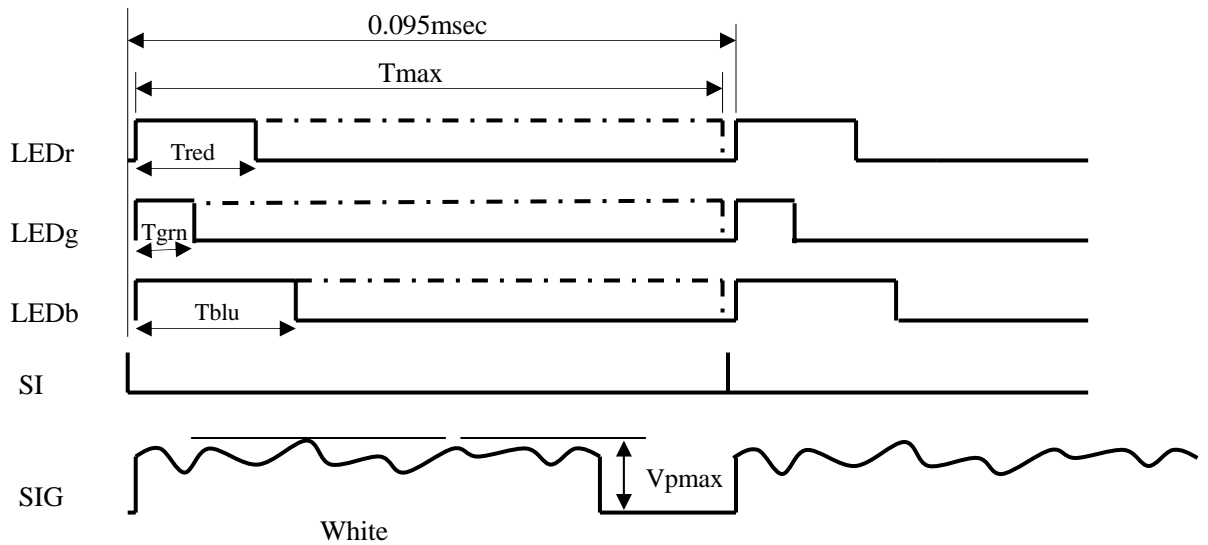 0.095msec
Tmax
LEDr
Tred
LEDg
Tgrn
LEDb
Tblu
SI
SIG
Vpmax
White